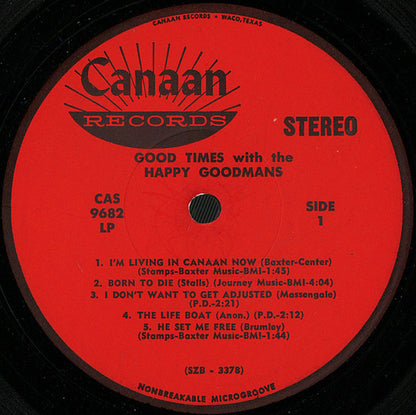 CANAAN RECORDS • WACO, TEXAS
Canaan
RECORDS
STEREO
GOOD TIMES with the
HAPPY GOODMANS
CAS
9682
LP
SIDE
1
1. I'M LIVING IN CANAAN NOW (Baxter-Center)
(Stamps-Baxter Music-BMI-1:45)
2. BORN TO DIE (Stalls) (Journey Music-BMI-4:04)
3. I DON'T WANT TO GET ADJUSTED (Massengale)
(P.D.-2:21)
4. THE LIFE BOAT (Anon.) (P.D.-2:12)
5. HE SET ME FREE (Brumley)
(Stamps-Baxter Music-BMI-1:44)
(SZB - 3378)
NONBREAKABLE MICROGROOVE